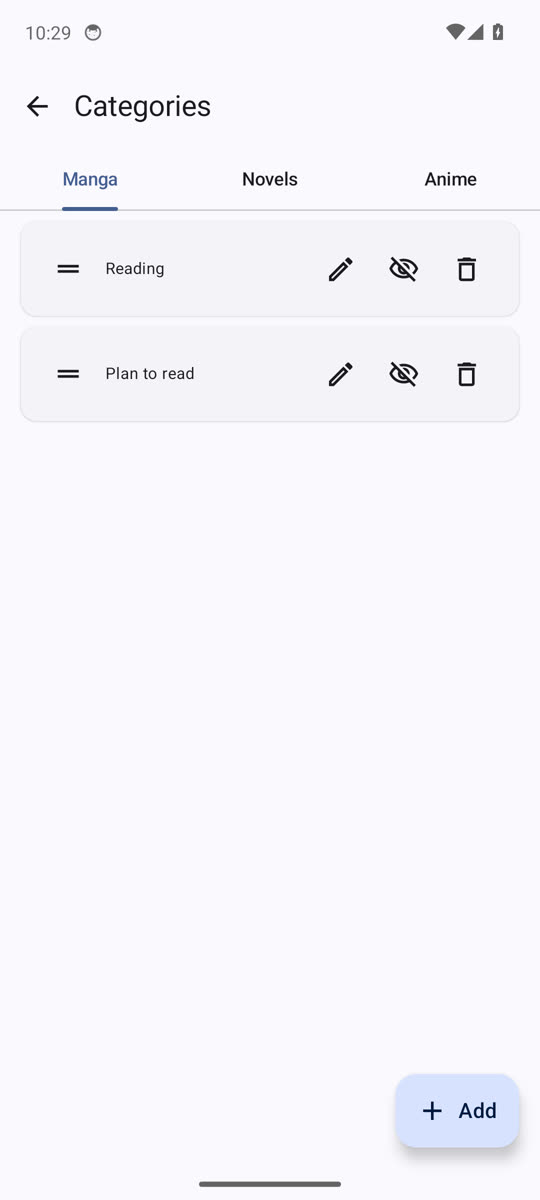 10:29
Categories
Manga Novels Anime
Reading
Plan to read
Add